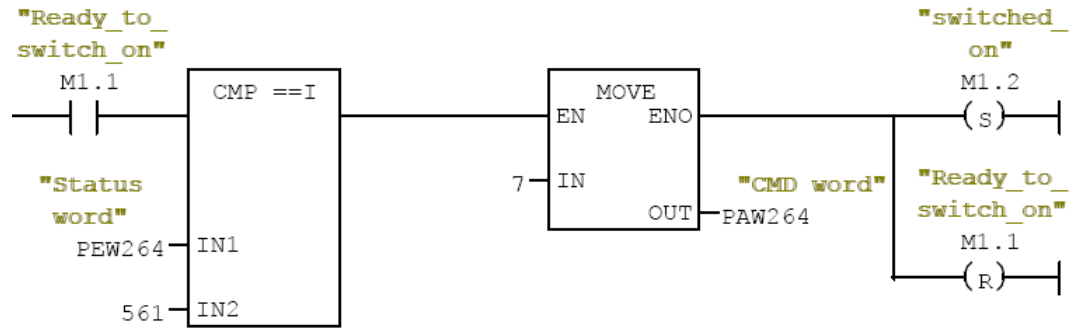 "Ready_to_
switch_on"
M1.1
CMP ==I
"Status
word"
PEW264
IN1
561
IN2
MOVE
EN ENO
7
IN
"CMD word"
OUT
PAW264
"switched_
on"
M1.2
S
"Ready_to_
switch_on"
M1.1
R